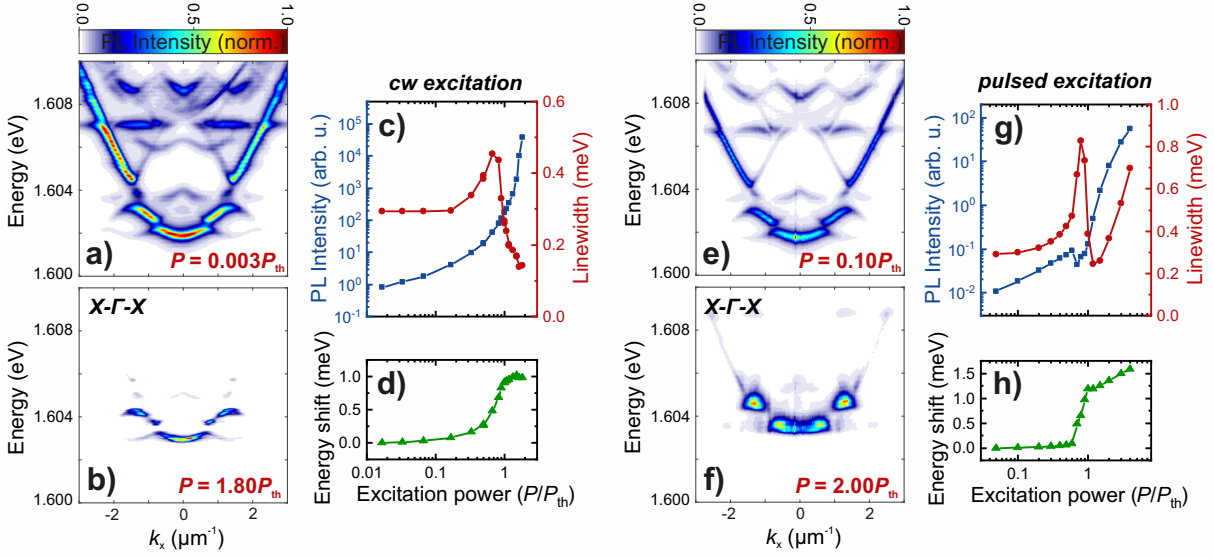 0.0
0.5
1.0
PL Intensity (norm.)
Energy (eV)
1.608
1.604
1.600
a)
P = 0.003Pth
X-Γ-X
Energy (eV)
1.608
1.604
1.600
b)
P = 1.80Pth
-2
0
2
kx (µm-1)
cw excitation
c)
PL Intensity (arb. u.)
10^5
10^4
10^3
10^2
10^1
10^0
10^-1
Linewidth (meV)
0.6
0.4
0.2
0.0
d)
Energy shift (meV)
1.0
0.5
0.0
0.01
0.1
1
Excitation power (P/Pth)
0.0
0.5
1.0
PL Intensity (norm.)
Energy (eV)
1.608
1.604
1.600
e)
P = 0.10Pth
X-Γ-X
Energy (eV)
1.608
1.604
1.600
f)
P = 2.00Pth
-2
0
2
kx (µm-1)
pulsed excitation
g)
PL Intensity (arb. u.)
10^2
10^1
10^0
10^-1
10^-2
Linewidth (meV)
1.0
0.8
0.6
0.4
0.2
0.0
h)
Energy shift (meV)
1.5
1.0
0.5
0.0
0.1
1
Excitation power (P/Pth)